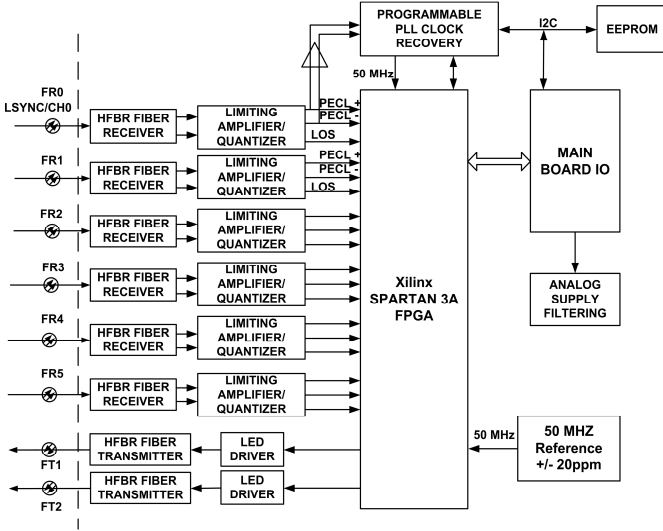 PROGRAMMABLE
PLL CLOCK
RECOVERY
I2C
EEPROM
50 MHz
FR0
LSYNC/CH0
HFBR FIBER
RECEIVER
LIMITING
AMPLIFIER/
QUANTIZER
PECL +
PECL -
LOS
FR1
HFBR FIBER
RECEIVER
LIMITING
AMPLIFIER/
QUANTIZER
PECL +
PECL -
LOS
FR2
HFBR FIBER
RECEIVER
LIMITING
AMPLIFIER/
QUANTIZER
FR3
HFBR FIBER
RECEIVER
LIMITING
AMPLIFIER/
QUANTIZER
FR4
HFBR FIBER
RECEIVER
LIMITING
AMPLIFIER/
QUANTIZER
FR5
HFBR FIBER
RECEIVER
LIMITING
AMPLIFIER/
QUANTIZER
FT1
HFBR FIBER
TRANSMITTER
LED
DRIVER
FT2
HFBR FIBER
TRANSMITTER
LED
DRIVER
Xilinx
SPARTAN 3A
FPGA
MAIN
BOARD IO
ANALOG
SUPPLY
FILTERING
50 MHz
50 MHZ
Reference
+/- 20ppm